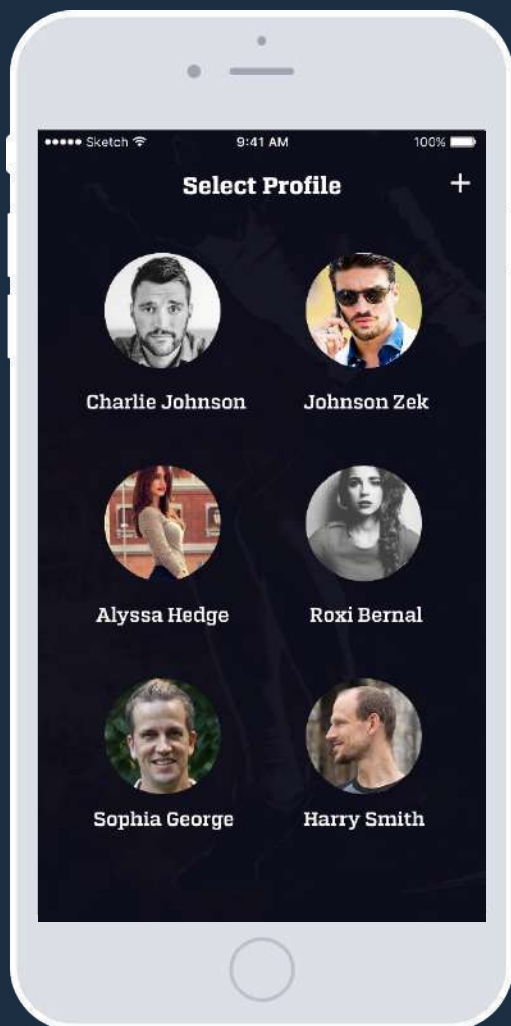 Sketch 9:41 AM 100%
Select Profile +
Charlie Johnson Johnson Zek
Alyssa Hedge Roxi Bernal
Sophia George Harry Smith